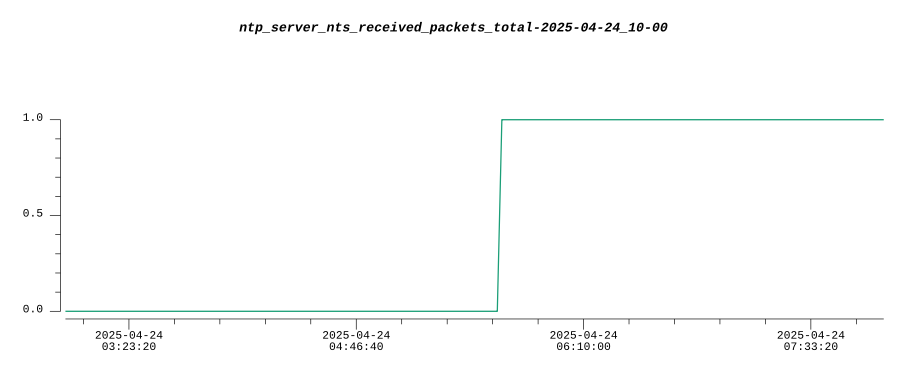 ntp_server_nts_received_packets_total-2025-04-24_10-00
1.0
0.5
0.0
2025-04-24 2025-04-24 2025-04-24 2025-04-24
03:23:20 04:46:40 06:10:00 07:33:20